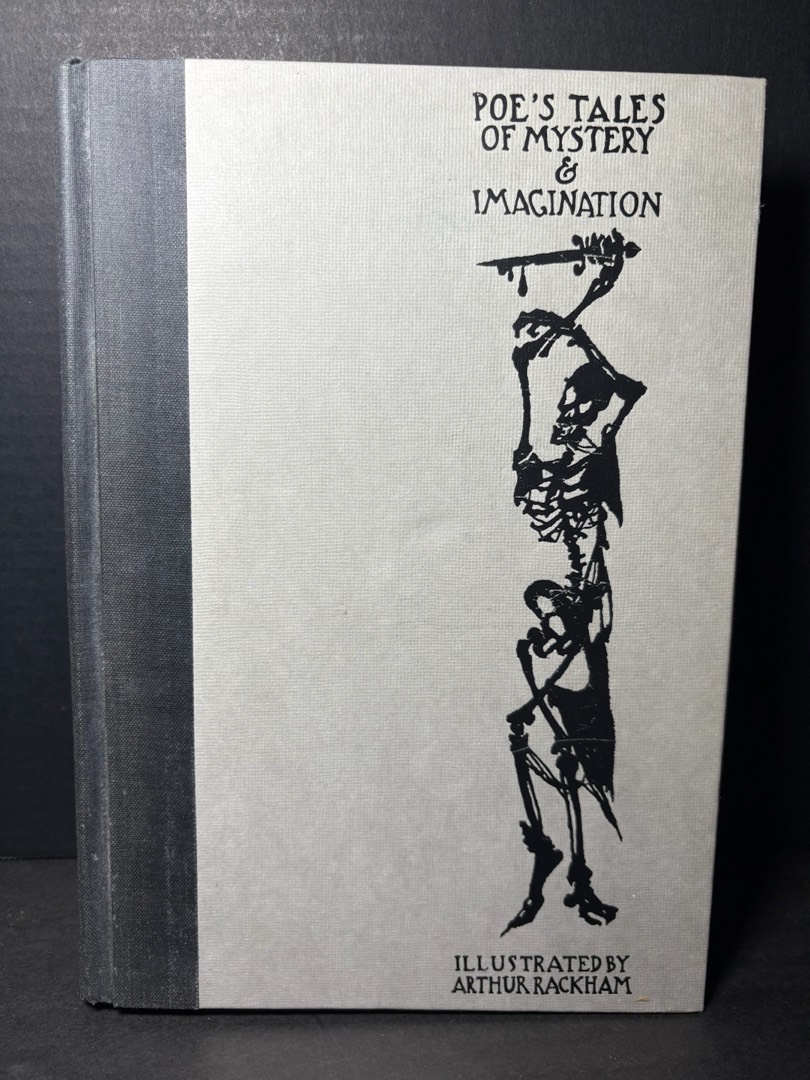 POE'S TALES
OF MYSTERY
&
IMAGINATION
ILLUSTRATED BY
ARTHUR RACKHAM